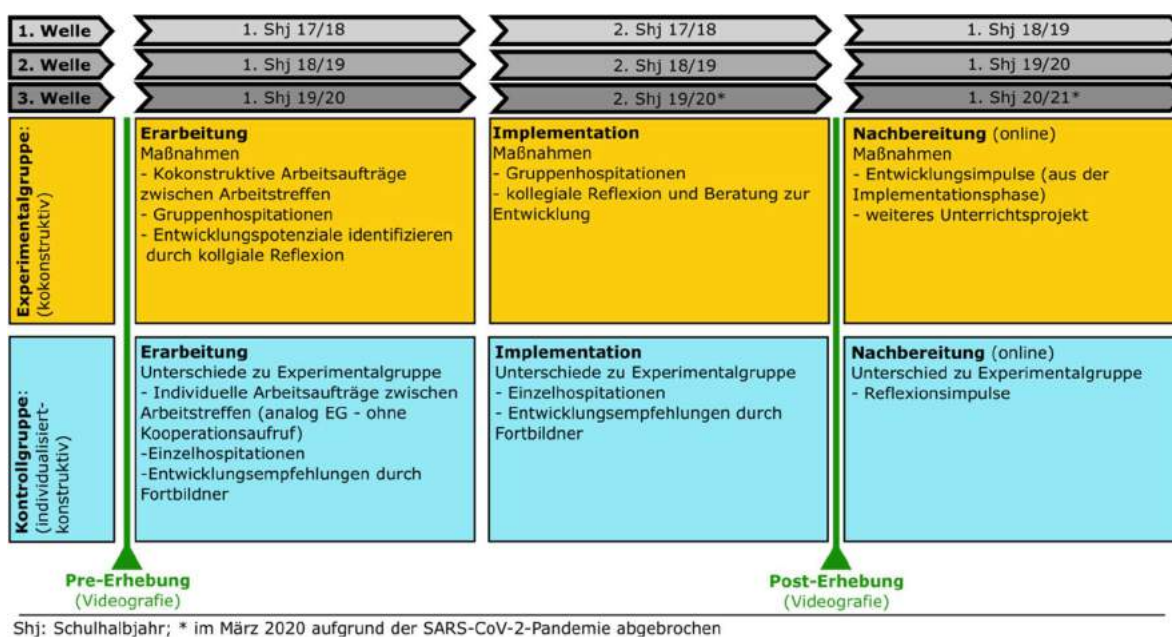 1. Welle
1. Shj 17/18
2. Shj 17/18
1. Shj 18/19
2. Welle
1. Shj 18/19
2. Shj 18/19
1. Shj 19/20
3. Welle
1. Shj 19/20
2. Shj 19/20*
1. Shj 20/21*
Experimentalgruppe:
(kokonstruktiv)
Erarbeitung
Maßnahmen
- Kokonstruktive Arbeitsaufträge
zwischen Arbeitstreffen
- Gruppenhospitationen
- Entwicklungspotenziale identifizieren
durch kollgiale Reflexion
Implementation
Maßnahmen
- Gruppenhospitationen
- kollegiale Reflexion und Beratung zur
Entwicklung
Nachbereitung (online)
Maßnahmen
- Entwicklungsimpulse (aus der
Implementationsphase)
- weiteres Unterrichtsprojekt
Kontrollgruppe:
(individualisiert-
konstruktiv)
Erarbeitung
Unterschiede zu Experimentalgruppe
- Individuelle Arbeitsaufträge zwischen
Arbeitstreffen (analog EG - ohne
Kooperationsaufruf)
-Einzelhospitationen
-Entwicklungsempfehlungen durch
Fortbildner
Implementation
Unterschiede zu Experimentalgruppe
- Einzelhospitationen
- Entwicklungsempfehlungen durch
Fortbildner
Nachbereitung (online)
Unterschied zu Experimentalgruppe
- Reflexionsimpulse
Pre-Erhebung
(Videografie)
Post-Erhebung
(Videografie)
Shj: Schulhalbjahr; * im März 2020 aufgrund der SARS-CoV-2-Pandemie abgebrochen